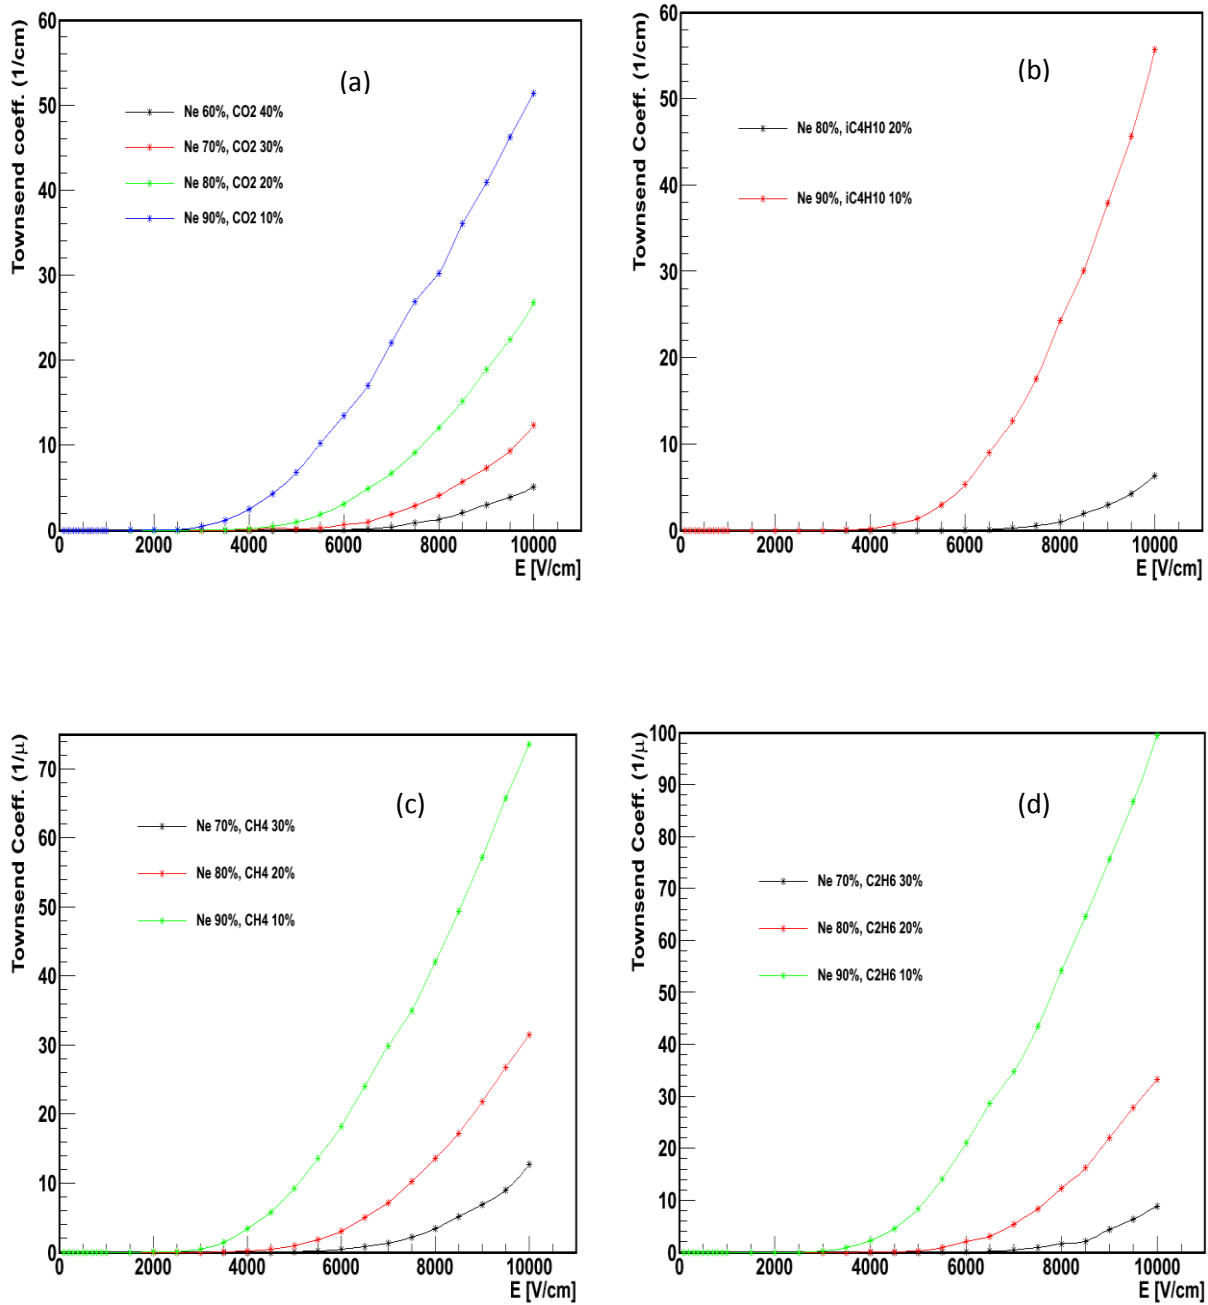 Townsend coeff. (1/cm)
60
50
40
30
20
10
0
(a)
Ne 60%, CO2 40%
Ne 70%, CO2 30%
Ne 80%, CO2 20%
Ne 90%, CO2 10%
0 2000 4000 6000 8000 10000
E [V/cm]
Townsend Coeff. (1/cm)
60
50
40
30
20
10
0
(b)
Ne 80%, iC4H10 20%
Ne 90%, iC4H10 10%
0 2000 4000 6000 8000 10000
E [V/cm]
Townsend Coeff. (1/μ)
70
60
50
40
30
20
10
0
(c)
Ne 70%, CH4 30%
Ne 80%, CH4 20%
Ne 90%, CH4 10%
0 2000 4000 6000 8000 10000
E [V/cm]
Townsend Coeff. (1/μ)
100
90
80
70
60
50
40
30
20
10
0
(d)
Ne 70%, C2H6 30%
Ne 80%, C2H6 20%
Ne 90%, C2H6 10%
0 2000 4000 6000 8000 10000
E [V/cm]